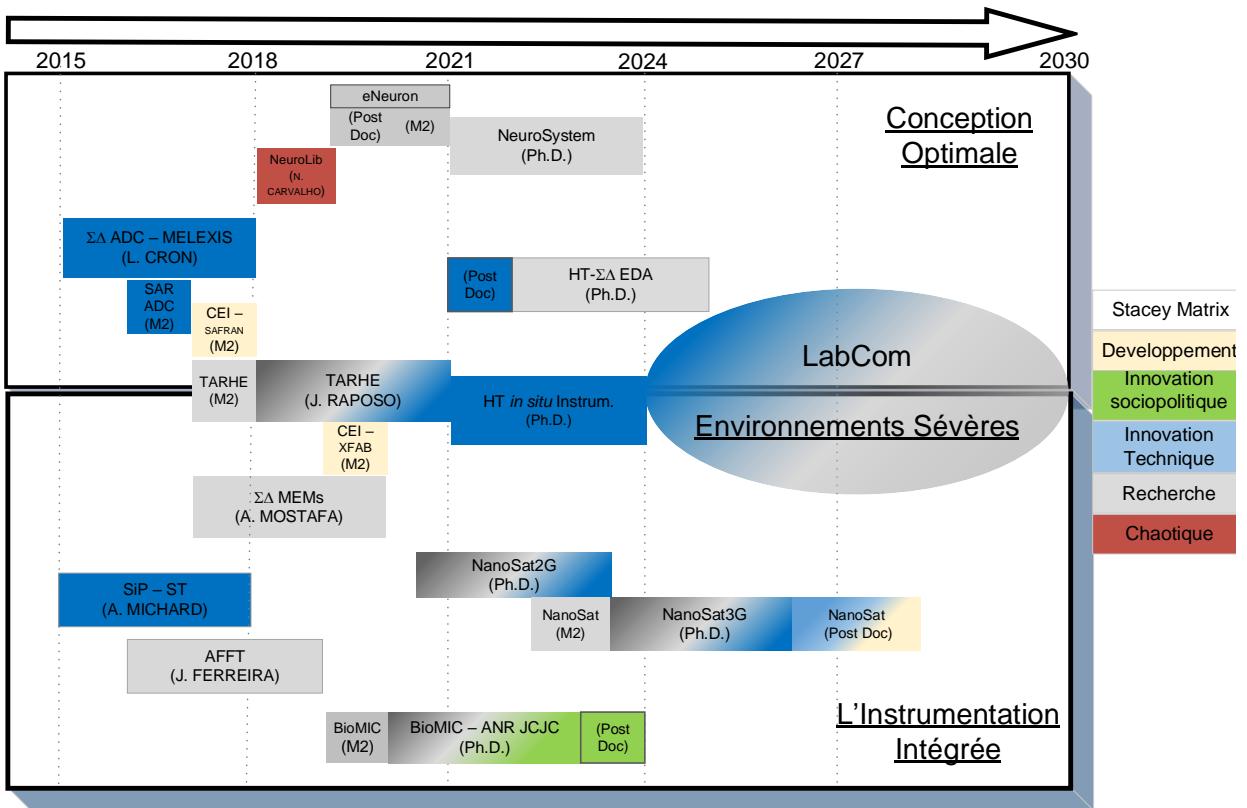 2015 2018 2021 2024 2027 2030
eNeuron
(Post
Doc)
(M2)
Conception
Optimale
NeuroSystem
(Ph.D.)
NeuroLib
(N.
CARVALHO)
ΣΔ ADC – MELEXIS
(L. CRON)
SAR
ADC
(M2)
CEI –
SAFRAN
(M2)
(Post
Doc)
HT-ΣΔ EDA
(Ph.D.)
TARHE
(M2)
TARHE
(J. RAPOSO)
HT in situ Instrum.
(Ph.D.)
LabCom
Environnements Sévères
CEI –
XFAB
(M2)
ΣΔ MEMs
(A. MOSTAFA)
SiP – ST
(A. MICHARD)
NanoSat2G
(Ph.D.)
NanoSat
(M2)
NanoSat3G
(Ph.D.)
NanoSat
(Post Doc)
AFFT
(J. FERREIRA)
BioMIC
(M2)
BioMIC – ANR JCJC
(Ph.D.)
(Post
Doc)
L'Instrumentation
Intégrée
Stacey Matrix
Developpement
Innovation
sociopolitique
Innovation
Technique
Recherche
Chaotique